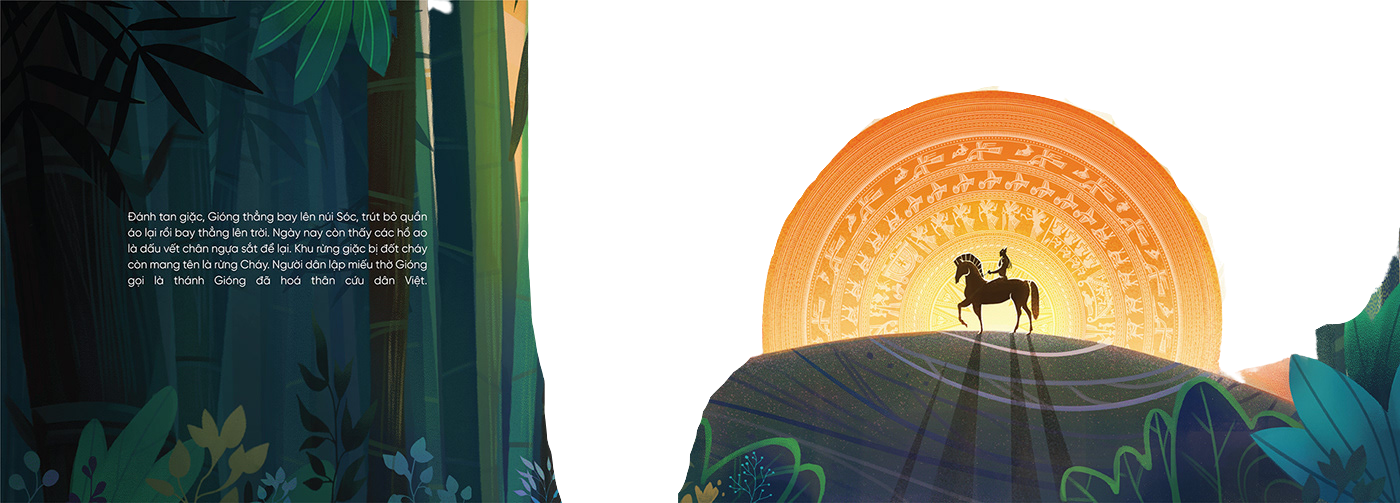 Đánh tan giặc, Gióng thẳng bay lên núi Sóc, trút bỏ quần
áo lại rồi bay thẳng lên trời. Ngày nay còn thấy các hồ ao
là dấu vết chân ngựa sắt để lại. Khu rừng giặc bị đốt cháy
còn mang tên là rừng Cháy. Người dân lập miếu thờ Gióng
gọi là thánh Gióng đã hoá thân cứu dân Việt.